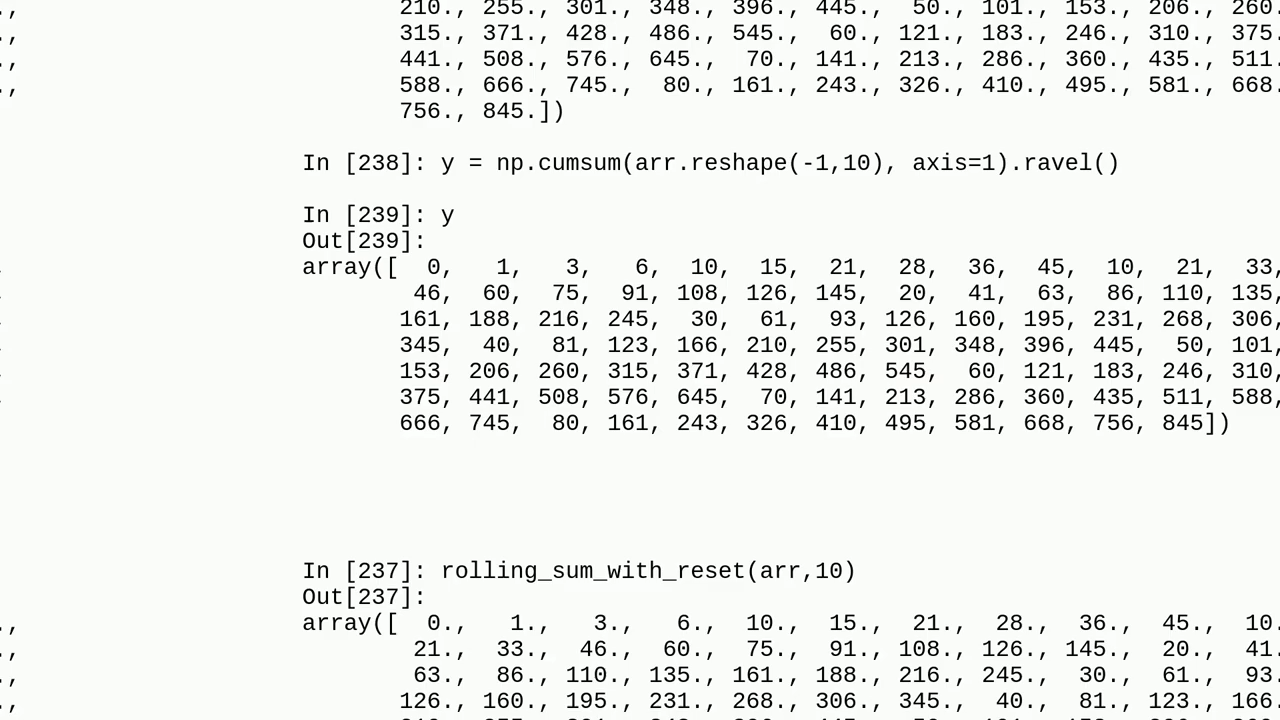 ., 210., 255., 301., 348., 396., 445., 50., 101., 153., 206., 260.
., 315., 371., 428., 486., 545., 60., 121., 183., 246., 310., 375.
., 441., 508., 576., 645., 70., 141., 213., 286., 360., 435., 511.
., 588., 666., 745., 80., 161., 243., 326., 410., 495., 581., 668.
756., 845.])
In [238]: y = np.cumsum(arr.reshape(-1,10), axis=1).ravel()
In [239]: y
Out[239]:
array([ 0, 1, 3, 6, 10, 15, 21, 28, 36, 45, 10, 21, 33,
46, 60, 75, 91, 108, 126, 145, 20, 41, 63, 86, 110, 135,
161, 188, 216, 245, 30, 61, 93, 126, 160, 195, 231, 268, 306,
345, 40, 81, 123, 166, 210, 255, 301, 348, 396, 445, 50, 101,
153, 206, 260, 315, 371, 428, 486, 545, 60, 121, 183, 246, 310,
375, 441, 508, 576, 645, 70, 141, 213, 286, 360, 435, 511, 588,
666, 745, 80, 161, 243, 326, 410, 495, 581, 668, 756, 845])
In [237]: rolling_sum_with_reset(arr,10)
Out[237]:
., array([ 0., 1., 3., 6., 10., 15., 21., 28., 36., 45., 10.
., 21., 33., 46., 60., 75., 91., 108., 126., 145., 20., 41.
., 63., 86., 110., 135., 161., 188., 216., 245., 30., 61., 93.
., 126., 160., 195., 231., 268., 306., 345., 40., 81., 123., 166.